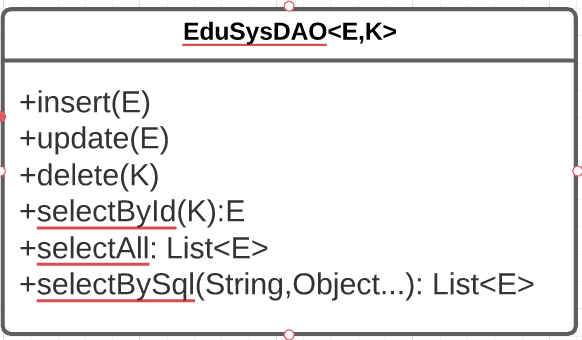 EduSysDAO<E,K>
+insert(E)
+update(E)
+delete(K)
+selectById(K):E
+selectAll: List<E>
+selectBySql(String,Object...): List<E>